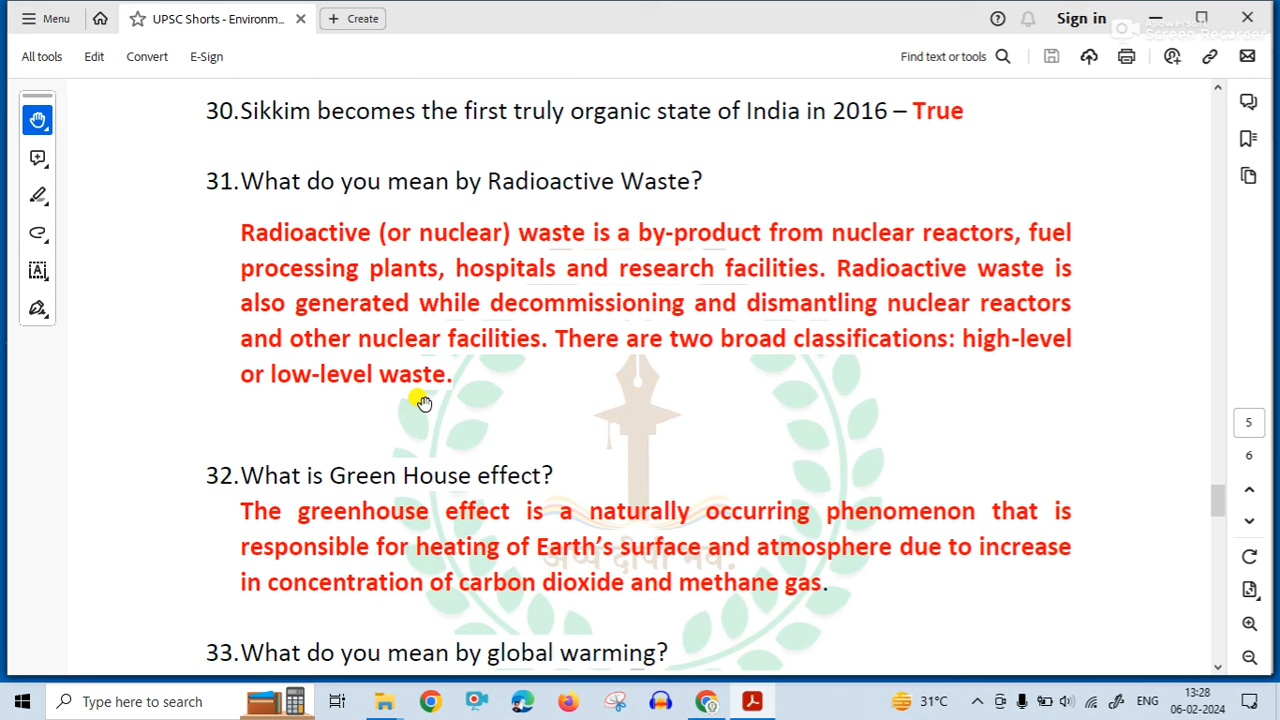 Menu
UPSC Shorts - Environm...
Create
Sign in
All tools
Edit
Convert
E-Sign
Find text or tools
30.Sikkim becomes the first truly organic state of India in 2016 – True
31.What do you mean by Radioactive Waste?
Radioactive (or nuclear) waste is a by-product from nuclear reactors, fuel
processing plants, hospitals and research facilities. Radioactive waste is
also generated while decommissioning and dismantling nuclear reactors
and other nuclear facilities. There are two broad classifications: high-level
or low-level waste.
5
6
32.What is Green House effect?
The greenhouse effect is a naturally occurring phenomenon that is
responsible for heating of Earth's surface and atmosphere due to increase
in concentration of carbon dioxide and methane gas.
33.What do you mean by global warming?
Type here to search
31°C
ENG
13:28
06-02-2024